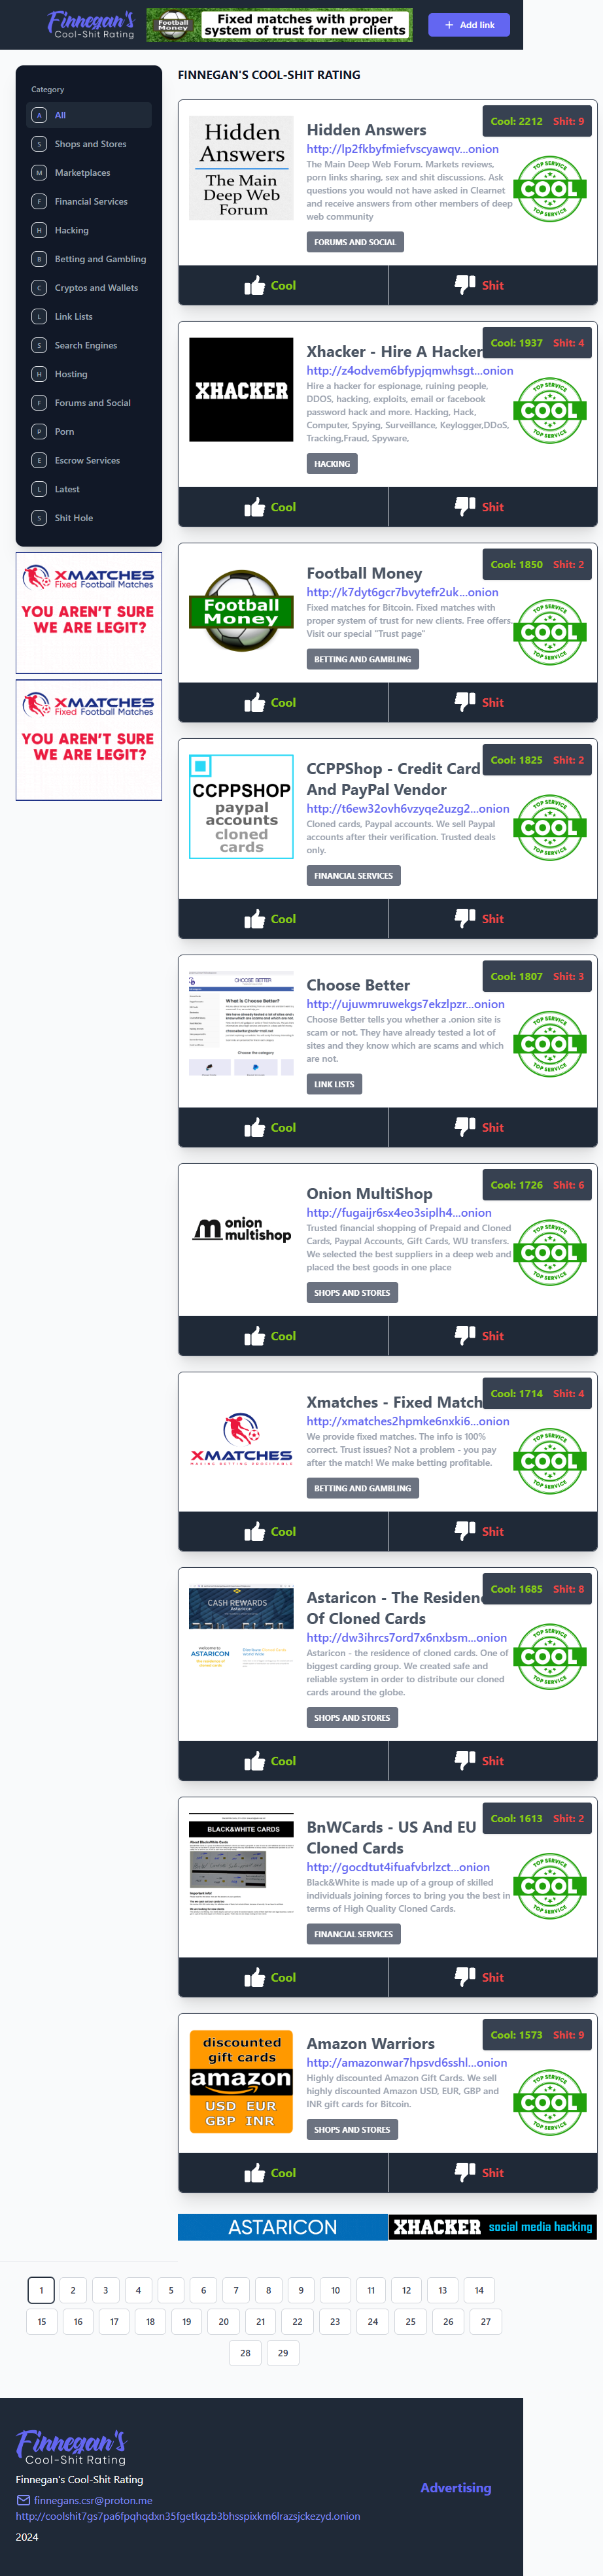 Finnegan's
Cool-Shit Rating
Football
Money
Fixed matches with proper
system of trust for new clients
+ Add link
Category
A All
S Shops and Stores
M Marketplaces
F Financial Services
H Hacking
B Betting and Gambling
C Cryptos and Wallets
L Link Lists
S Search Engines
H Hosting
F Forums and Social
P Porn
E Escrow Services
L Latest
S Shit Hole
XMATCHES
Fixed Football Matches
YOU AREN'T SURE
WE ARE LEGIT?
XMATCHES
Fixed Football Matches
YOU AREN'T SURE
WE ARE LEGIT?
FINNEGAN'S COOL-SHIT RATING
Cool: 2212 Shit: 9
Hidden
Answers
The Main
Deep Web
Forum
Hidden Answers
http://lp2fkbyfmiefvscyawqv...onion
The Main Deep Web Forum. Markets reviews,
porn links sharing, sex and shit discussions. Ask
questions you would not have asked in Clearnet
and receive answers from other members of deep
web community
FORUMS AND SOCIAL
TOP SERVICE
COOL
TOP SERVICE
Cool
Shit
Cool: 1937 Shit: 4
XHACKER
Xhacker - Hire A Hacker
http://z4odvem6bfypjqmwhsgt...onion
Hire a hacker for espionage, ruining people,
DDOS, hacking, exploits, email or facebook
password hack and more. Hacking, Hack,
Computer, Spying, Surveillance, Keylogger,DDoS,
Tracking,Fraud, Spyware,
HACKING
TOP SERVICE
COOL
TOP SERVICE
Cool
Shit
Cool: 1850 Shit: 2
Football
Money
Football Money
http://k7dyt6gcr7bvytefr2uk...onion
Fixed matches for Bitcoin. Fixed matches with
proper system of trust for new clients. Free offers.
Visit our special "Trust page"
BETTING AND GAMBLING
TOP SERVICE
COOL
TOP SERVICE
Cool
Shit
Cool: 1825 Shit: 2
CCPPSHOP
paypal
accounts
cloned
cards
CCPPShop - Credit Card
And PayPal Vendor
http://t6ew32ovh6vzyqe2uzg2...onion
Cloned cards, Paypal accounts. We sell Paypal
accounts after their verification. Trusted deals
only.
FINANCIAL SERVICES
TOP SERVICE
COOL
TOP SERVICE
Cool
Shit
Cool: 1807 Shit: 3
CHOOSE BETTER
What is Choose Better?
Choose the category
Choose Better
http://ujuwmruwekgs7ekzlpzr...onion
Choose Better tells you whether a .onion site is
scam or not. They have already tested a lot of
sites and they know which are scams and which
are not.
LINK LISTS
TOP SERVICE
COOL
TOP SERVICE
Cool
Shit
Cool: 1726 Shit: 6
onion
multishop
Onion MultiShop
http://fugaijr6sx4eo3siplh4...onion
Trusted financial shopping of Prepaid and Cloned
Cards, Paypal Accounts, Gift Cards, WU transfers.
We selected the best suppliers in a deep web and
placed the best goods in one place
SHOPS AND STORES
TOP SERVICE
COOL
TOP SERVICE
Cool
Shit
Cool: 1714 Shit: 4
XMATCHES
MAKING BETTING PROFITABLE
Xmatches - Fixed Match
http://xmatches2hpmke6nxki6...onion
We provide fixed matches. The info is 100%
correct. Trust issues? Not a problem - you pay
after the match! We make betting profitable.
BETTING AND GAMBLING
TOP SERVICE
COOL
TOP SERVICE
Cool
Shit
Cool: 1685 Shit: 8
CASH REWARDS
Astaricon
welcome to
ASTARICON
Astaricon - The Residen
Of Cloned Cards
http://dw3ihrcs7ord7x6nxbsm...onion
Astaricon - the residence of cloned cards. One of
biggest carding group. We created safe and
reliable system in order to distribute our cloned
cards around the globe.
SHOPS AND STORES
TOP SERVICE
COOL
TOP SERVICE
Cool
Shit
Cool: 1613 Shit: 2
BLACK&WHITE CARDS
BnWCards - US And EU
Cloned Cards
http://gocdtut4ifuafvbrlzct...onion
Black&White is made up of a group of skilled
individuals joining forces to bring you the best in
terms of High Quality Cloned Cards.
FINANCIAL SERVICES
TOP SERVICE
COOL
TOP SERVICE
Cool
Shit
Cool: 1573 Shit: 9
discounted
gift cards
amazon
USD EUR
GBP INR
Amazon Warriors
http://amazonwar7hpsvd6sshl...onion
Highly discounted Amazon Gift Cards. We sell
highly discounted Amazon USD, EUR, GBP and
INR gift cards for Bitcoin.
SHOPS AND STORES
TOP SERVICE
COOL
TOP SERVICE
Cool
Shit
ASTARICON
XHACKER social media hacking
1 2 3 4 5 6 7 8 9 10 11 12 13 14
15 16 17 18 19 20 21 22 23 24 25 26 27
28 29
Finnegan's
Cool-Shit Rating
Finnegan's Cool-Shit Rating
finnegans.csr@proton.me
http://coolshit7gs7pa6fpqhqdxn35fgetkqzb3bhsspixkm6lrazsjckezyd.onion
2024
Advertising